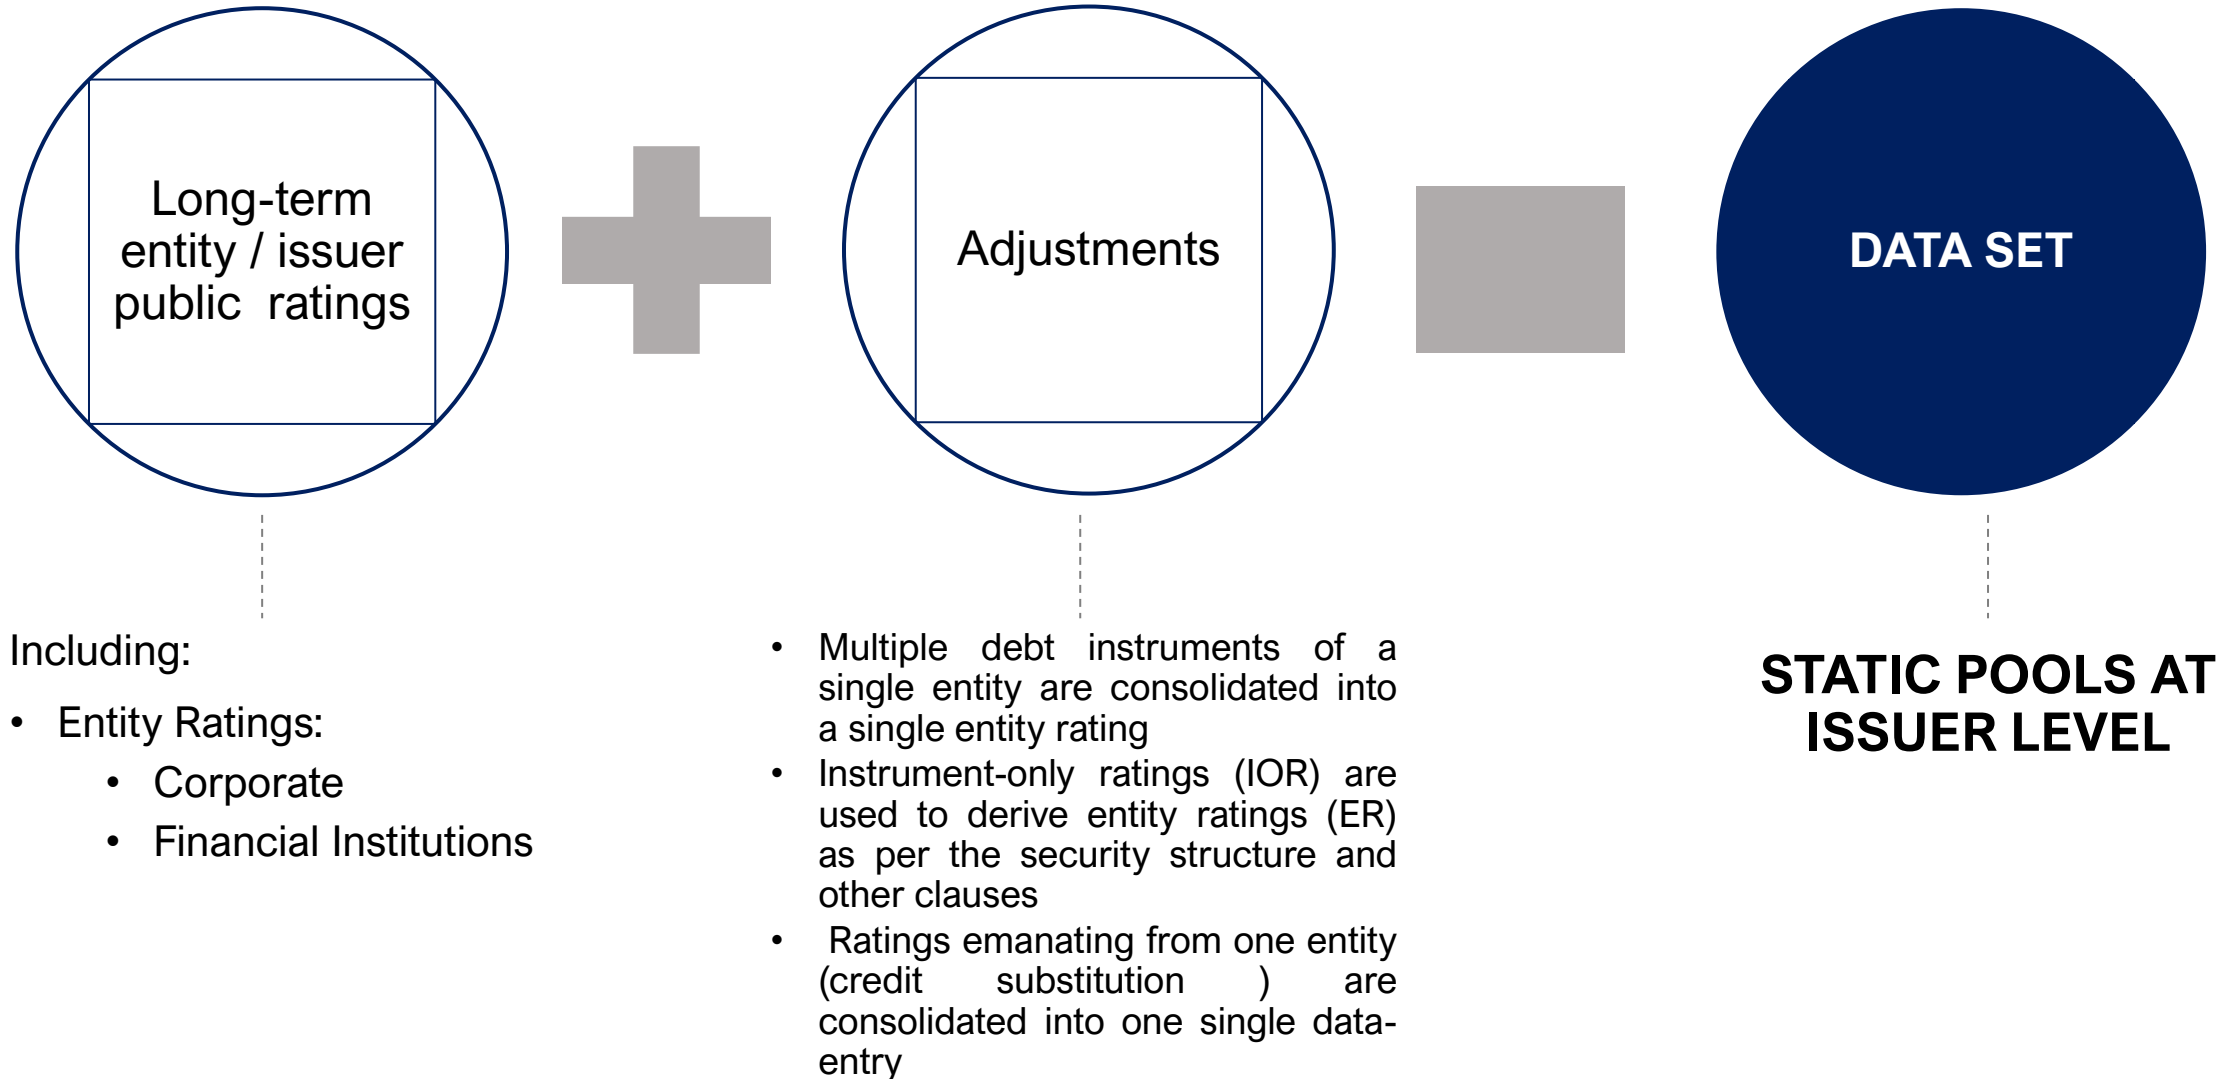 Long-term
entity / issuer
public ratings
Adjustments
DATA SET
Including:
• Entity Ratings:
• Corporate
• Financial Institutions
• Multiple debt instruments of a
single entity are consolidated into
a single entity rating
• Instrument-only ratings (IOR) are
used to derive entity ratings (ER)
as per the security structure and
other clauses
• Ratings emanating from one entity
(credit substitution ) are
consolidated into one single data-
entry
STATIC POOLS AT
ISSUER LEVEL